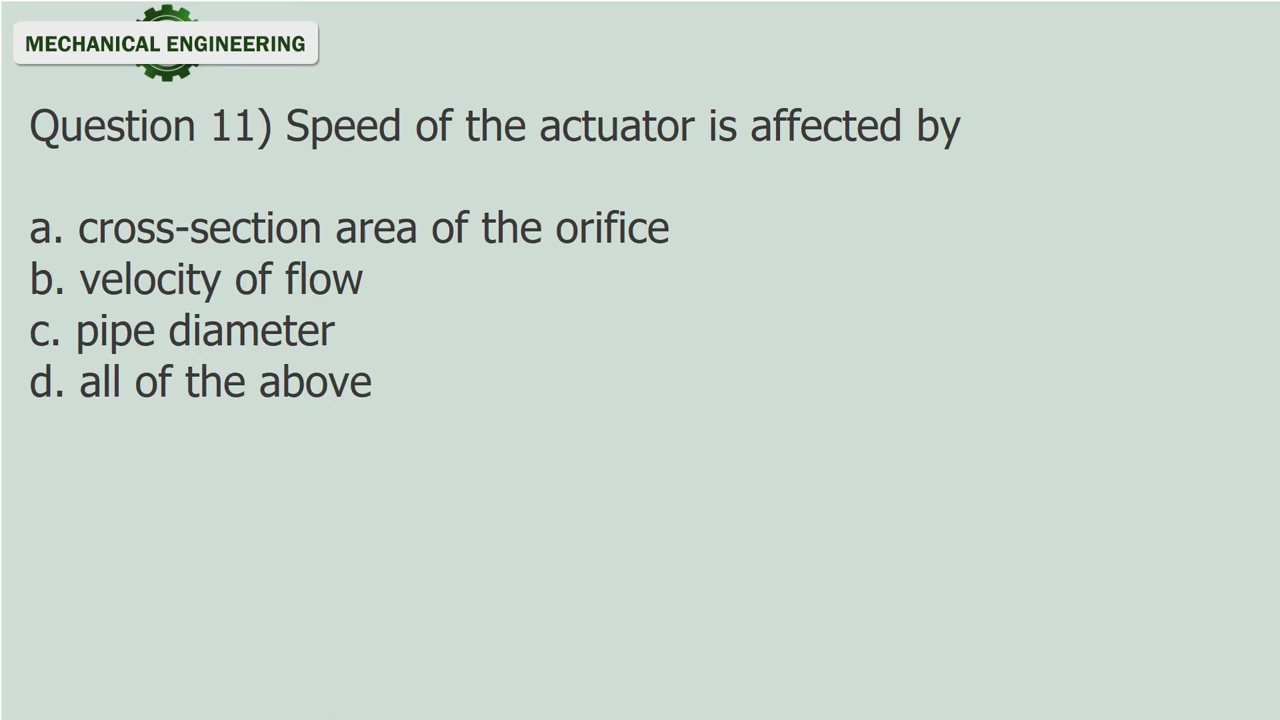 MECHANICAL ENGINEERING
Question 11) Speed of the actuator is affected by
a. cross-section area of the orifice
b. velocity of flow
c. pipe diameter
d. all of the above